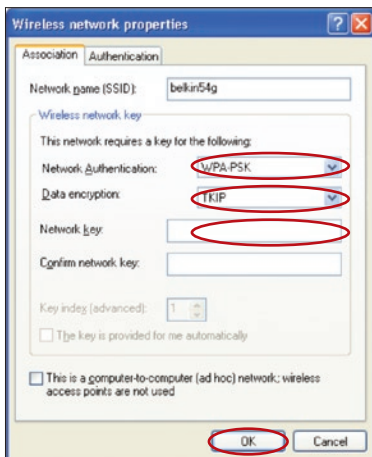 Wireless network properties
Association Authentication
Network name (SSID): belkin54g
Wireless network key
This network requires a key for the following:
Network Authentication: WPA-PSK
Data encryption: TKIP
Network key:
Confirm network key:
Key index (advanced): 1
The key is provided for me automatically
This is a computer-to-computer (ad hoc) network; wireless
access points are not used
OK Cancel